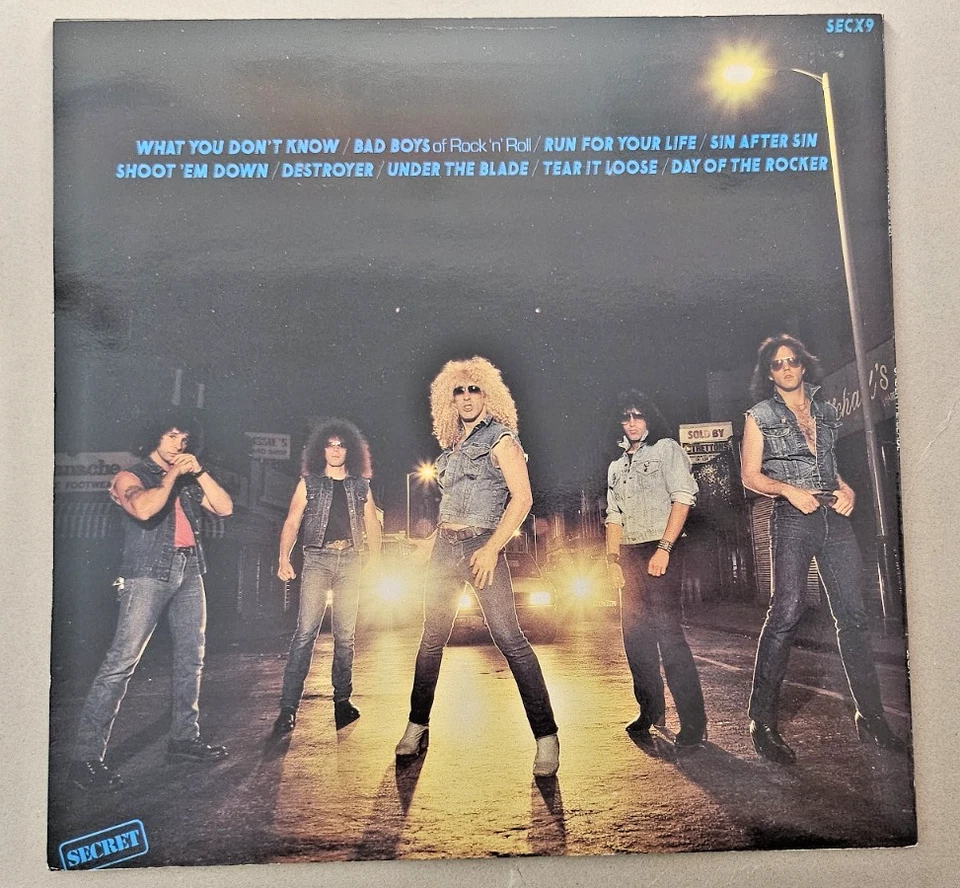 SECX9
WHAT YOU DON'T KNOW / BAD BOYS of Rock 'n' Roll / RUN FOR YOUR LIFE / SIN AFTER SIN
SHOOT 'EM DOWN / DESTROYER / UNDER THE BLADE / TEAR IT LOOSE / DAY OF THE ROCKER
SOLD BY
SECRET